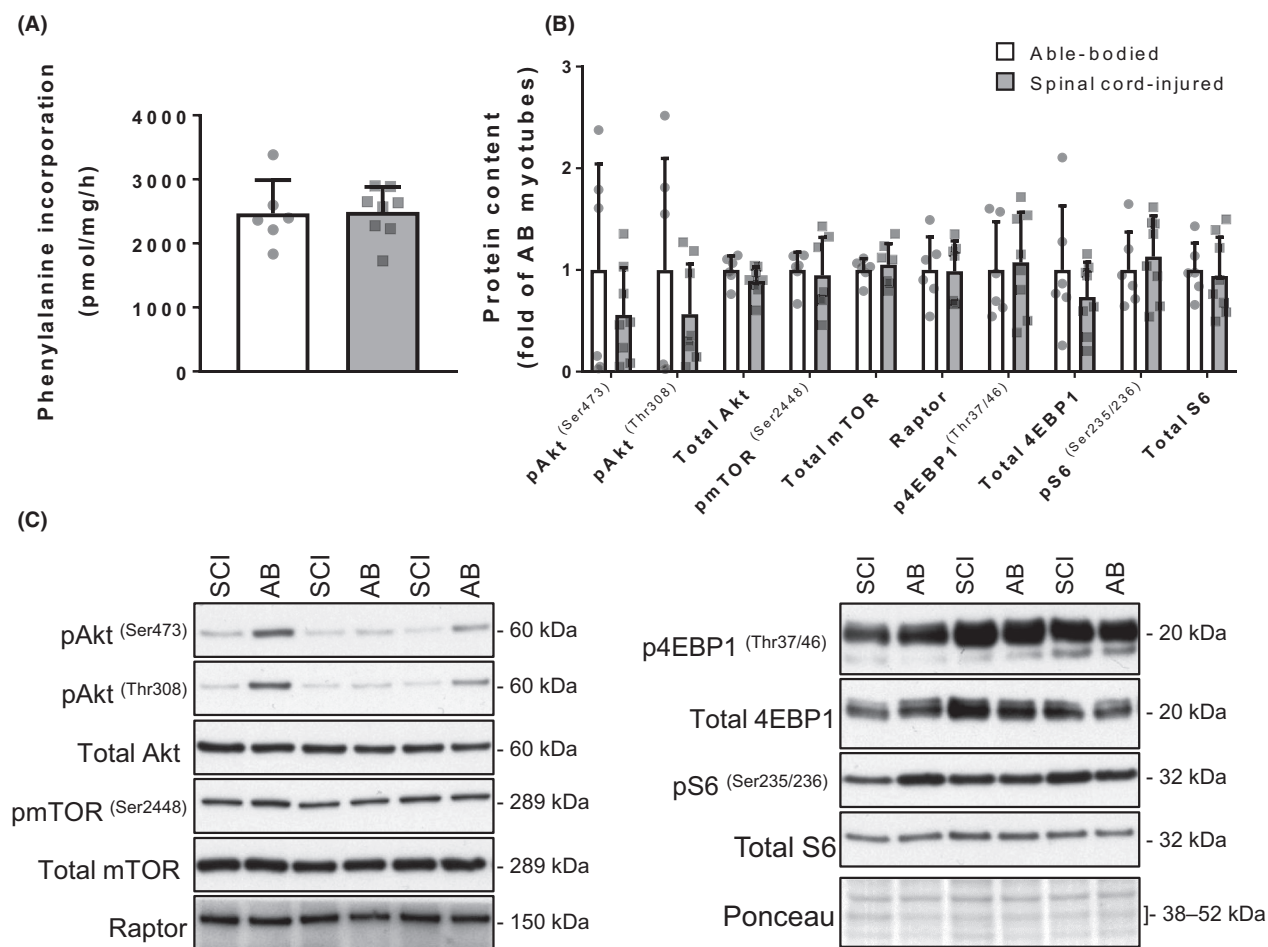 (A)
Phenylalanine incorporation
(pmol/mg/h)
4000
3000
2000
1000
0
(B)
Able-bodied
Spinal cord-injured
Protein content
(fold of AB myotubes)
3
2
1
0
pAkt (Ser473)
pAkt (Thr308)
Total Akt
pmTOR (Ser2448)
Total mTOR
Raptor
p4EBP1 (Thr37/46)
Total 4EBP1
pS6 (Ser235/236)
Total S6
(C)
SCI AB SCI AB SCI AB
pAkt (Ser473) - 60 kDa
pAkt (Thr308) - 60 kDa
Total Akt - 60 kDa
pmTOR (Ser2448) - 289 kDa
Total mTOR - 289 kDa
Raptor - 150 kDa
SCI AB SCI AB SCI AB
p4EBP1 (Thr37/46) - 20 kDa
Total 4EBP1 - 20 kDa
pS6 (Ser235/236) - 32 kDa
Total S6 - 32 kDa
Ponceau ]- 38–52 kDa